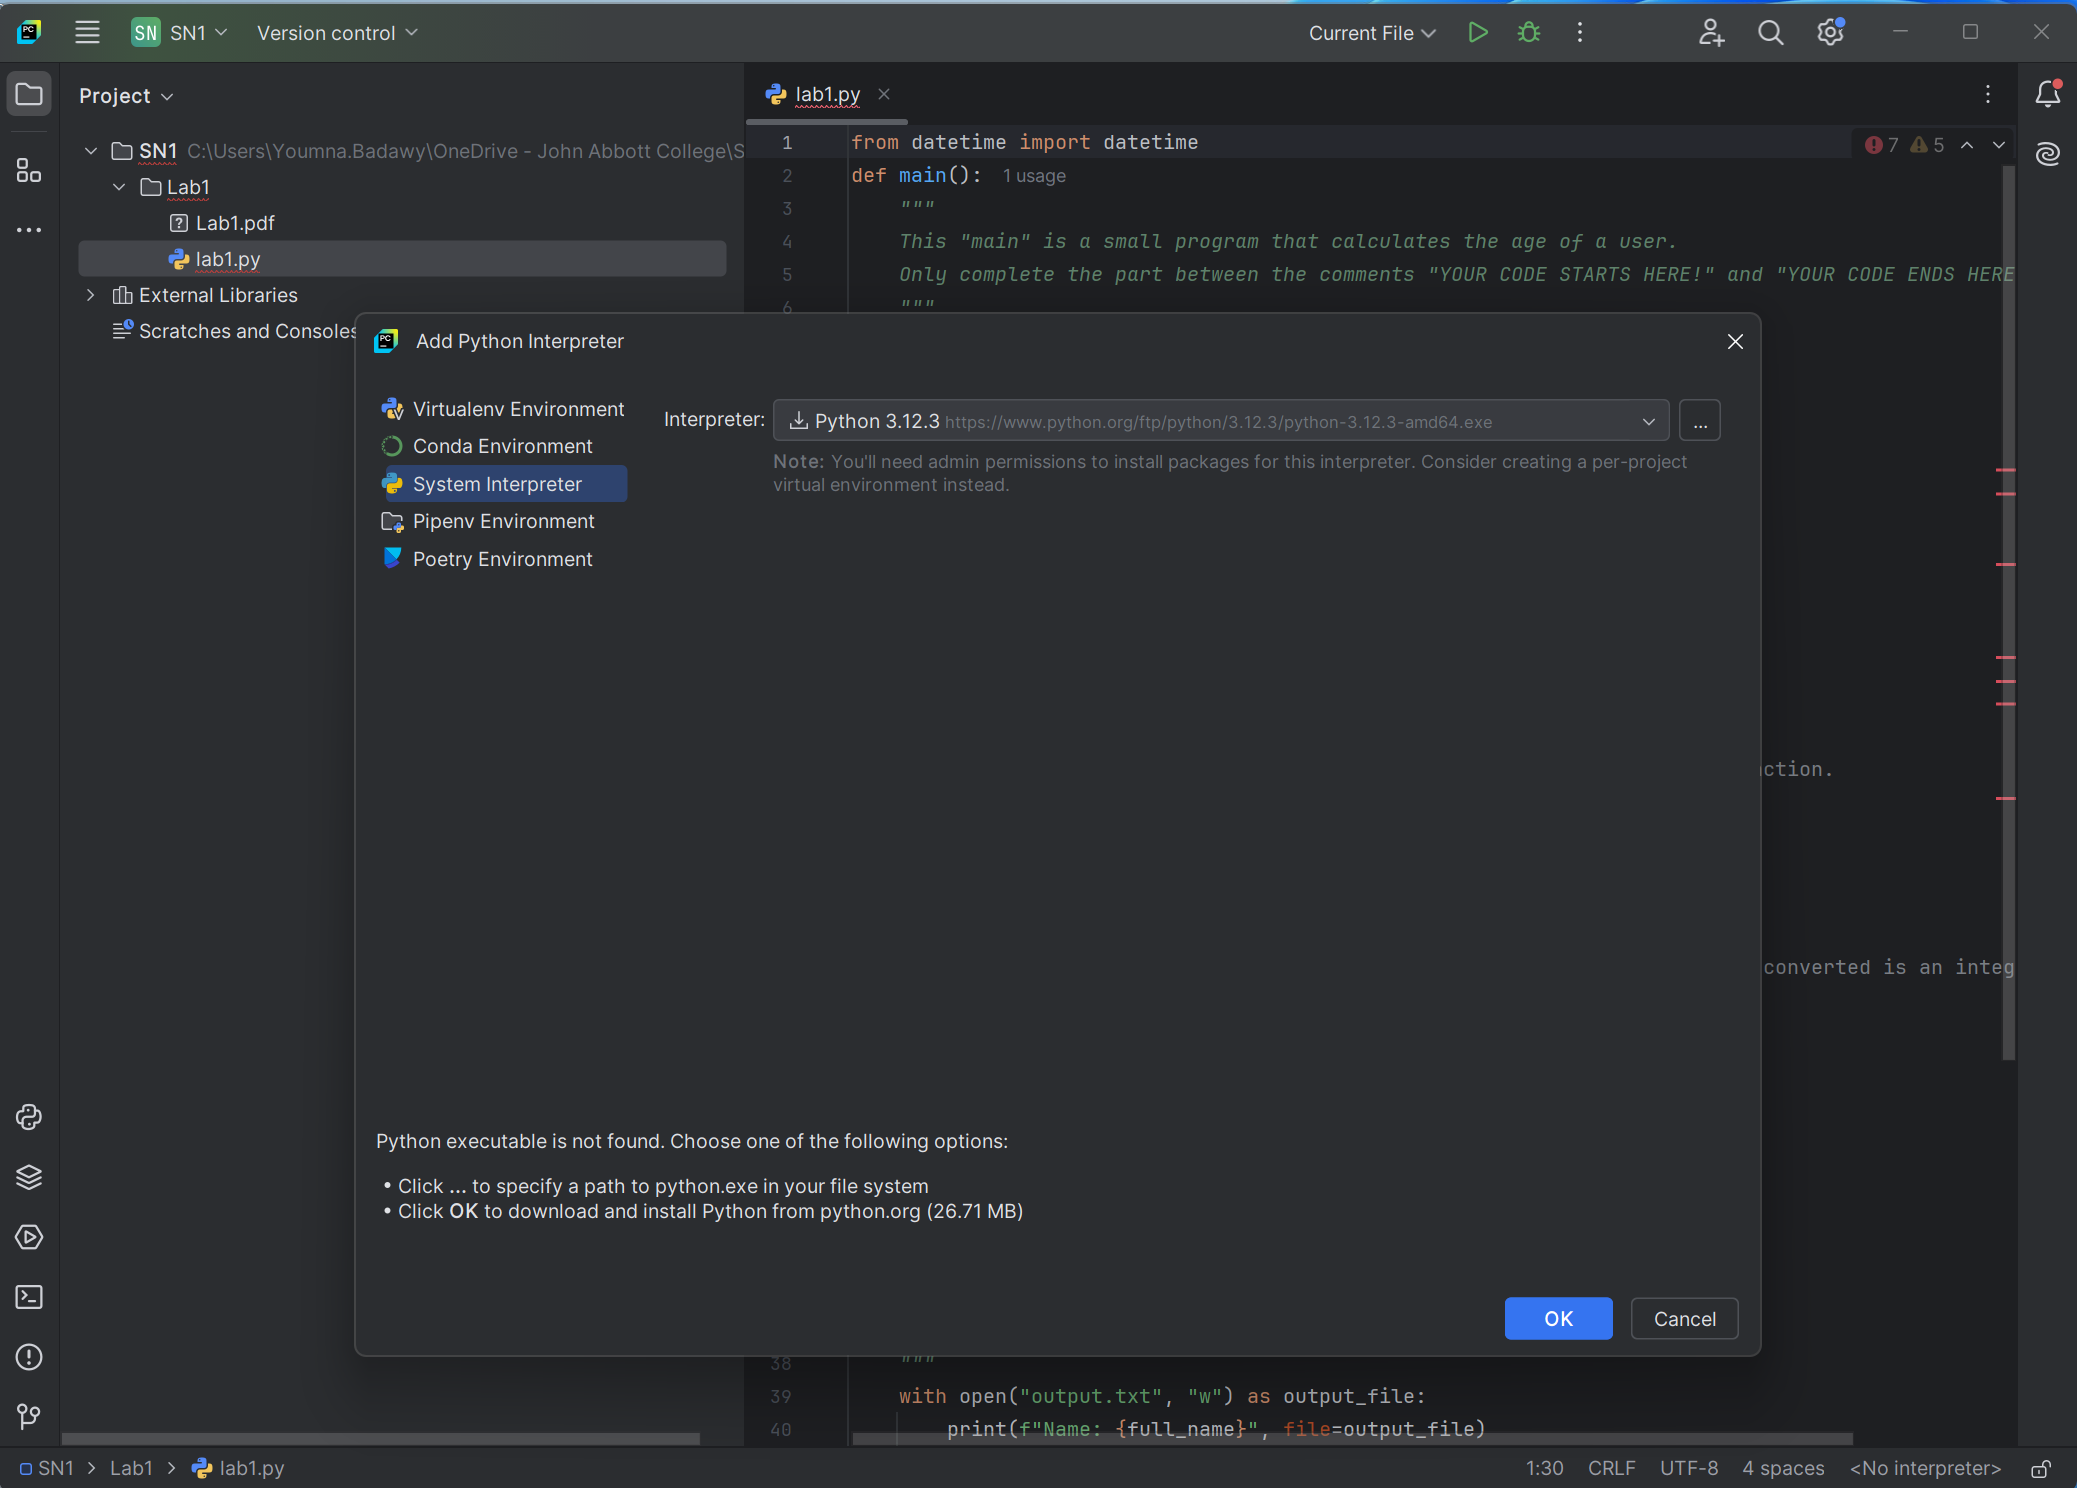 SN SN1 Version control Current File
Project
lab1.py
SN1 C:\Users\Youmna.Badawy\OneDrive - John Abbott College\S
Lab1
Lab1.pdf
lab1.py
External Libraries
Scratches and Consoles
7 5
1 from datetime import datetime
2 def main(): 1 usage
3 """
4 This "main" is a small program that calculates the age of a user.
5 Only complete the part between the comments "YOUR CODE STARTS HERE!" and "YOUR CODE ENDS HERE
6 """
Add Python Interpreter
Virtualenv Environment
Conda Environment
System Interpreter
Pipenv Environment
Poetry Environment
Interpreter: Python 3.12.3 https://www.python.org/ftp/python/3.12.3/python-3.12.3-amd64.exe ...
Note: You'll need admin permissions to install packages for this interpreter. Consider creating a per-project
virtual environment instead.
ction.
converted is an integ
Python executable is not found. Choose one of the following options:
• Click ... to specify a path to python.exe in your file system
• Click OK to download and install Python from python.org (26.71 MB)
OK Cancel
38 """
39 with open("output.txt", "w") as output_file:
40 print(f"Name: {full_name}", file=output_file)
SN1 > Lab1 > lab1.py 1:30 CRLF UTF-8 4 spaces <No interpreter>